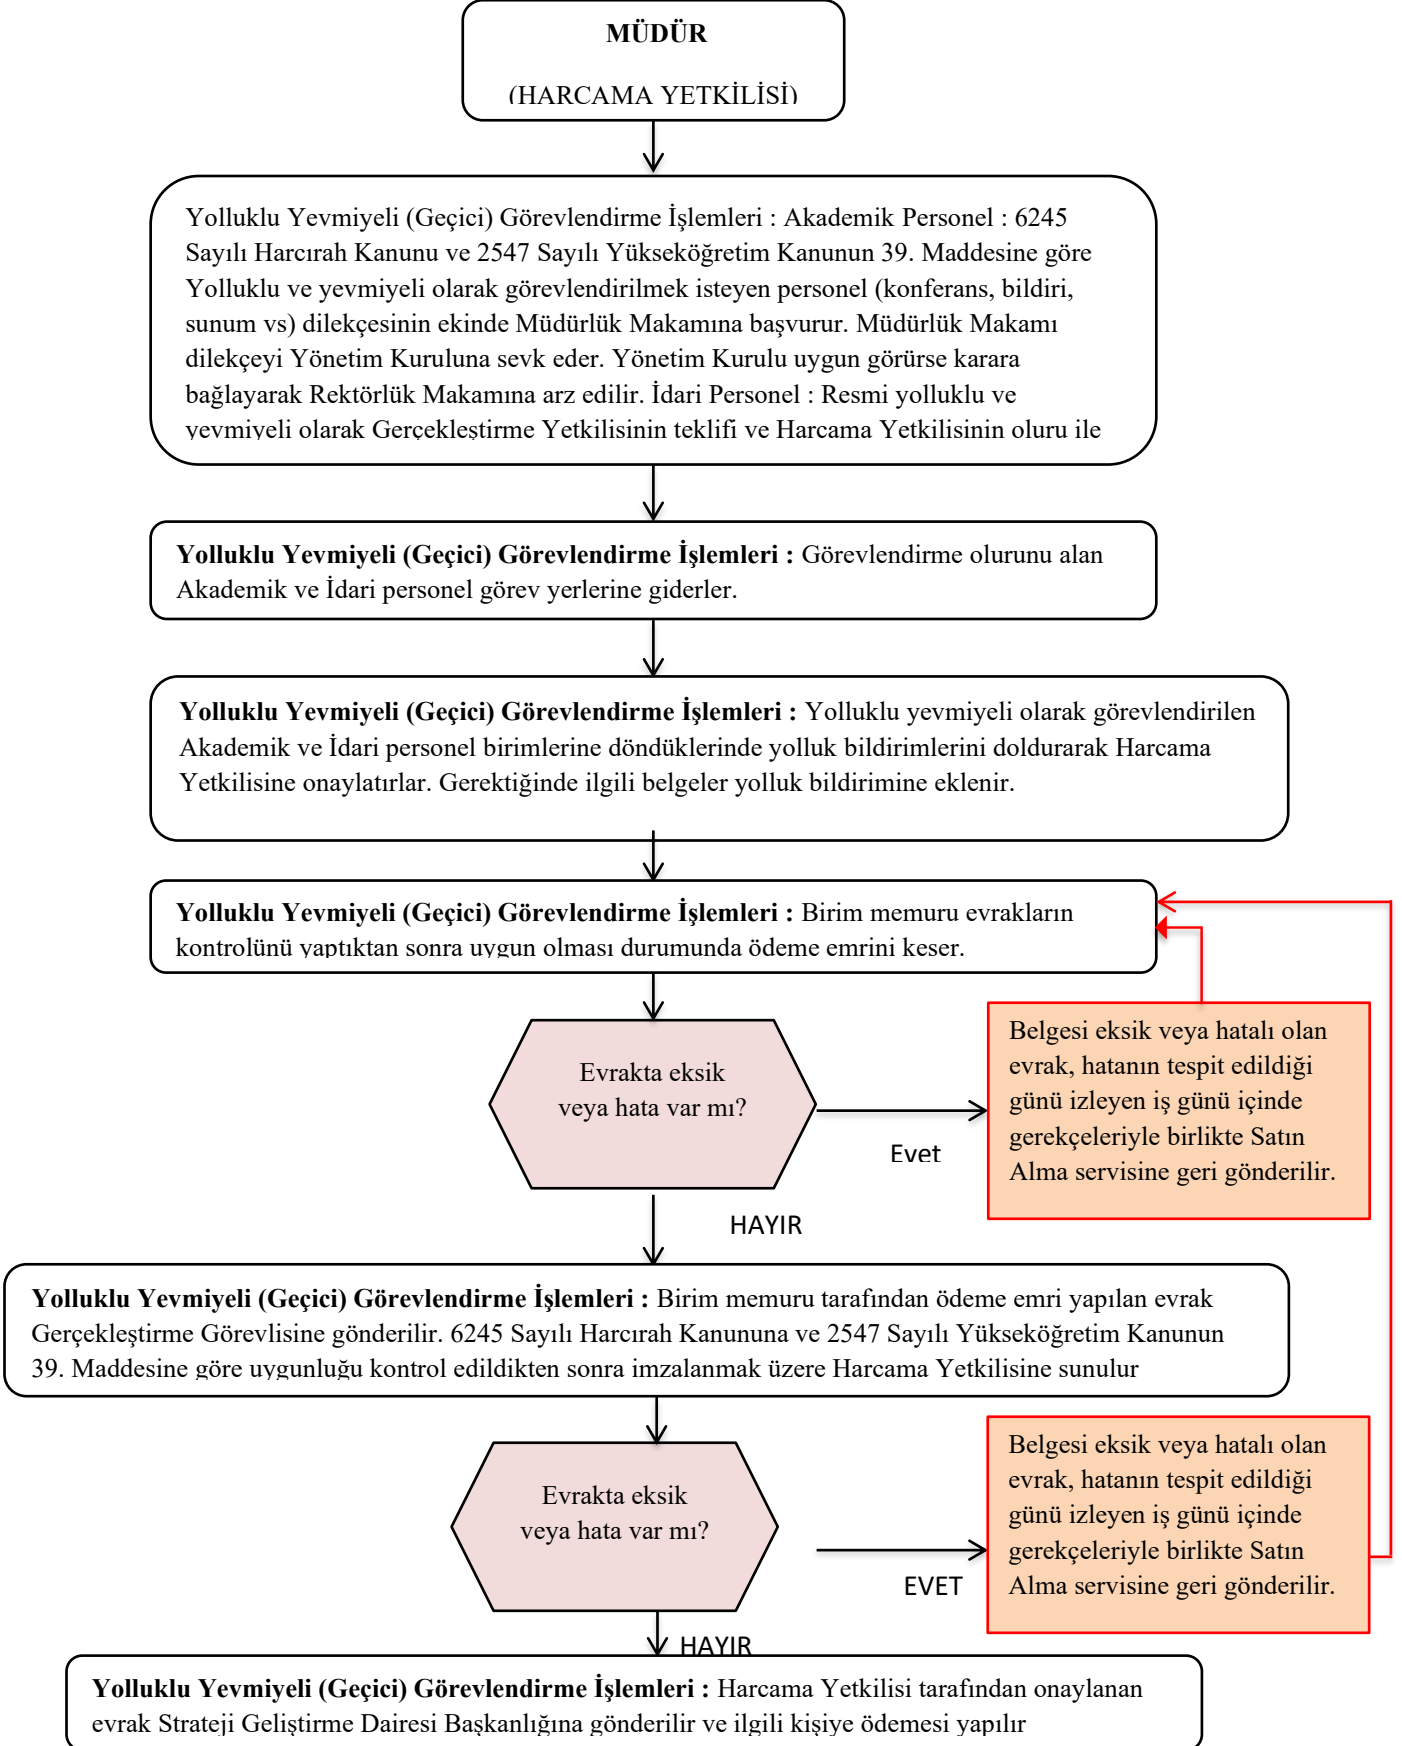 MÜDÜR
(HARCAMA YETKİLİSİ)
Yolluklu Yevmiyeli (Geçici) Görevlendirme İşlemleri : Akademik Personel : 6245
Sayılı Harcırah Kanunu ve 2547 Sayılı Yükseköğretim Kanunun 39. Maddesine göre
Yolluklu ve yevmiyeli olarak görevlendirilmek isteyen personel (konferans, bildiri,
sunum vs) dilekçesinin ekinde Müdürlük Makamına başvurur. Müdürlük Makamı
dilekçeyi Yönetim Kuruluna sevk eder. Yönetim Kurulu uygun görürse karara
bağlayarak Rektörlük Makamına arz edilir. İdari Personel : Resmi yolluklu ve
yevmiyeli olarak Gerçekleştirme Yetkilisinin teklifi ve Harcama Yetkilisinin oluru ile
Yolluklu Yevmiyeli (Geçici) Görevlendirme İşlemleri : Görevlendirme olurunu alan
Akademik ve İdari personel görev yerlerine giderler.
Yolluklu Yevmiyeli (Geçici) Görevlendirme İşlemleri : Yolluklu yevmiyeli olarak görevlendirilen
Akademik ve İdari personel birimlerine döndüklerinde yolluk bildirimlerini doldurarak Harcama
Yetkilisine onaylatırlar. Gerektiğinde ilgili belgeler yolluk bildirimine eklenir.
Yolluklu Yevmiyeli (Geçici) Görevlendirme İşlemleri : Birim memuru evrakların
kontrolünü yaptıktan sonra uygun olması durumunda ödeme emrini keser.
Evrakta eksik
veya hata var mı?
Evet
Belgesi eksik veya hatalı olan
evrak, hatanın tespit edildiği
günü izleyen iş günü içinde
gerekçeleriyle birlikte Satın
Alma servisine geri gönderilir.
HAYIR
Yolluklu Yevmiyeli (Geçici) Görevlendirme İşlemleri : Birim memuru tarafından ödeme emri yapılan evrak
Gerçekleştirme Görevlisine gönderilir. 6245 Sayılı Harcırah Kanununa ve 2547 Sayılı Yükseköğretim Kanunun
39. Maddesine göre uygunluğu kontrol edildikten sonra imzalanmak üzere Harcama Yetkilisine sunulur
Evrakta eksik
veya hata var mı?
EVET
Belgesi eksik veya hatalı olan
evrak, hatanın tespit edildiği
günü izleyen iş günü içinde
gerekçeleriyle birlikte Satın
Alma servisine geri gönderilir.
HAYIR
Yolluklu Yevmiyeli (Geçici) Görevlendirme İşlemleri : Harcama Yetkilisi tarafından onaylanan
evrak Strateji Geliştirme Dairesi Başkanlığına gönderilir ve ilgili kişiye ödemesi yapılır